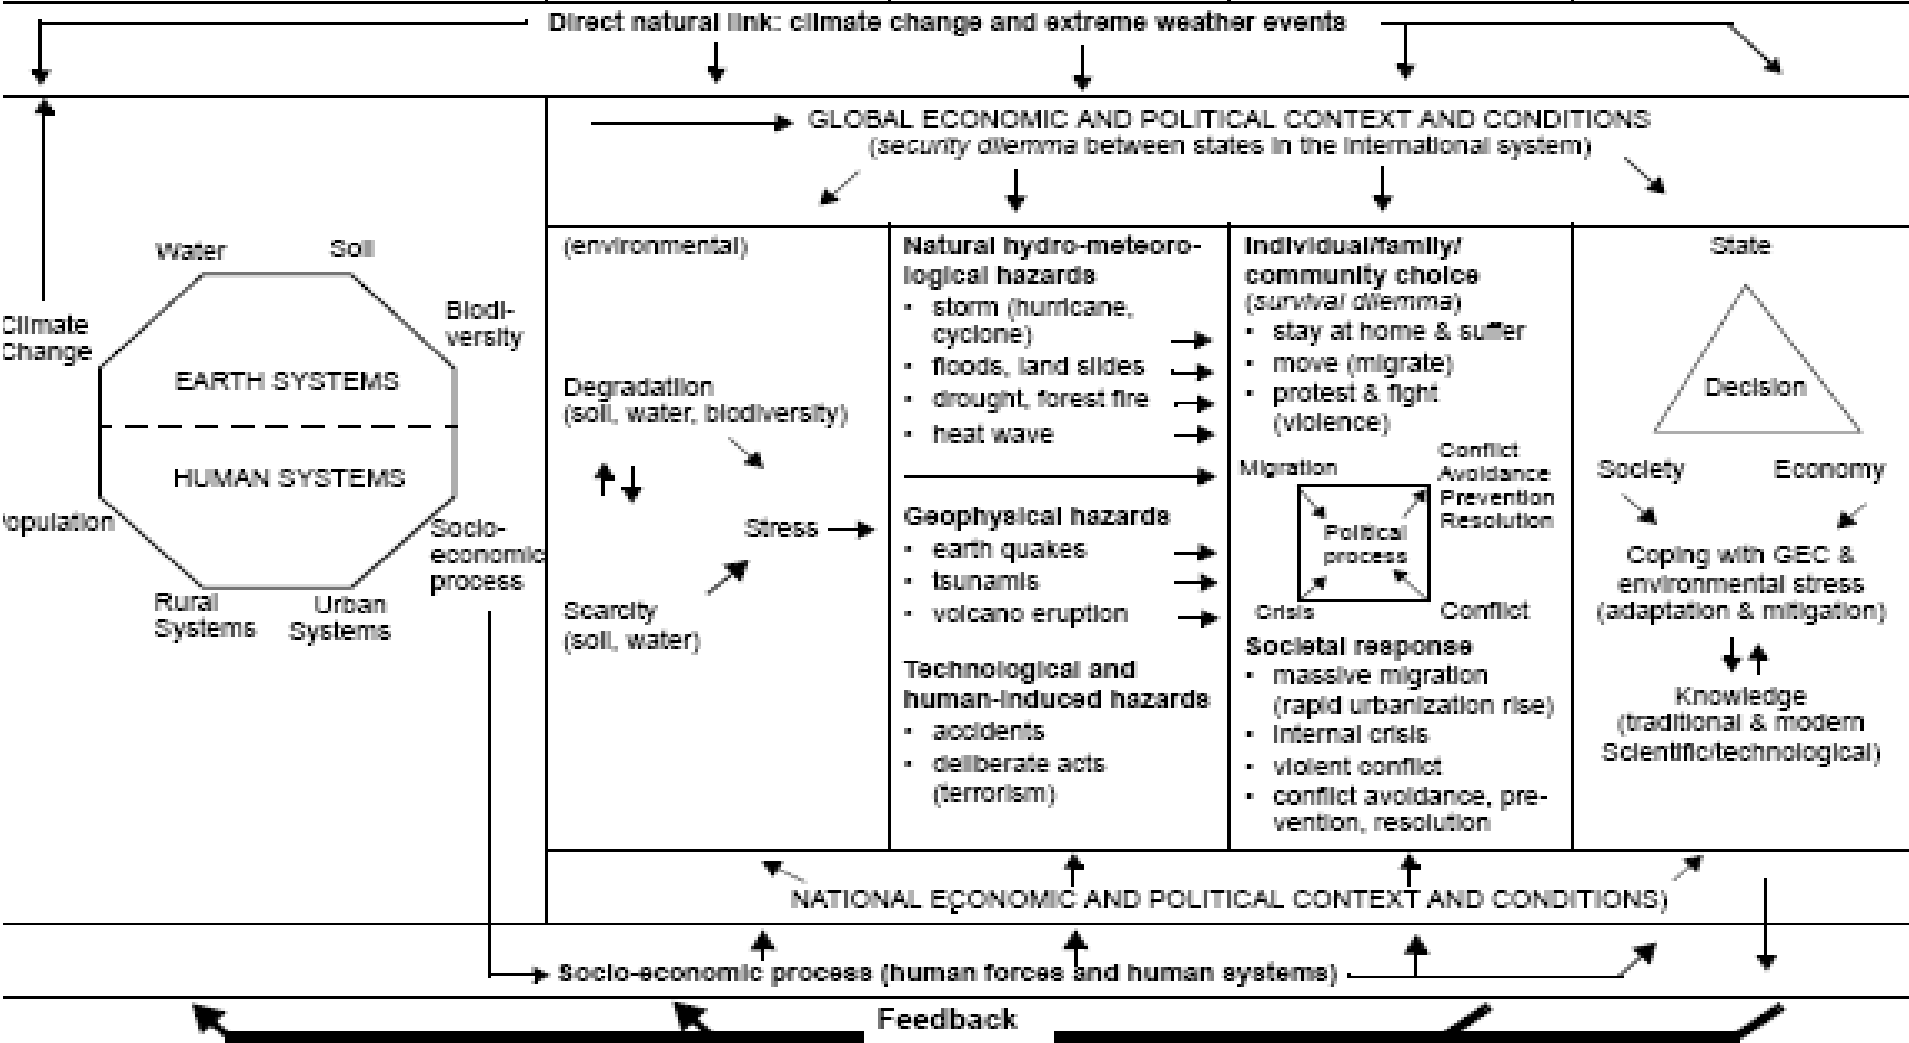 Direct natural link: climate change and extreme weather events
GLOBAL ECONOMIC AND POLITICAL CONTEXT AND CONDITIONS
(security dilemma between states in the international system)
Water
Soil
Climate
Change
Biodi-
versity
EARTH SYSTEMS
HUMAN SYSTEMS
opulation
Socio-
economic
process
Rural
Systems
Urban
Systems
(environmental)
Degradatiion
(soil, water, biodiversity)
Stress
Scarcity
(soil, water)
Natural hydro-meteoro-
logical hazards
• storm (hurricane,
cyclone)
• floods, land slides
• drought, forest fire
• heat wave
Geophysical hazards
• earth quakes
• tsunamis
• volcano eruption
Technological and
human-induced hazards
• accidents
• deliberate acts
(terrorism)
Individual/family/
community choice
(survival dilemma)
• stay at home & suffer
• move (migrate)
• protest & fight
(violence)
Migration
Conflict
Avoidance
Prevention
Resolution
Political
process
Crisis
Conflict
Societal response
• massive migration
(rapid urbanization rise)
• internal crisis
• violent conflict
• conflict avoidance, pre-
vention, resolution
State
Decision
Society
Economy
Coping with GEC &
environmental stress
(adaptation & mitigation)
Knowledge
(traditional & modern
Scientific/technological)
NATIONAL ECONOMIC AND POLITICAL CONTEXT AND CONDITIONS)
Socio-economic process (human forces and human systems)
Feedback